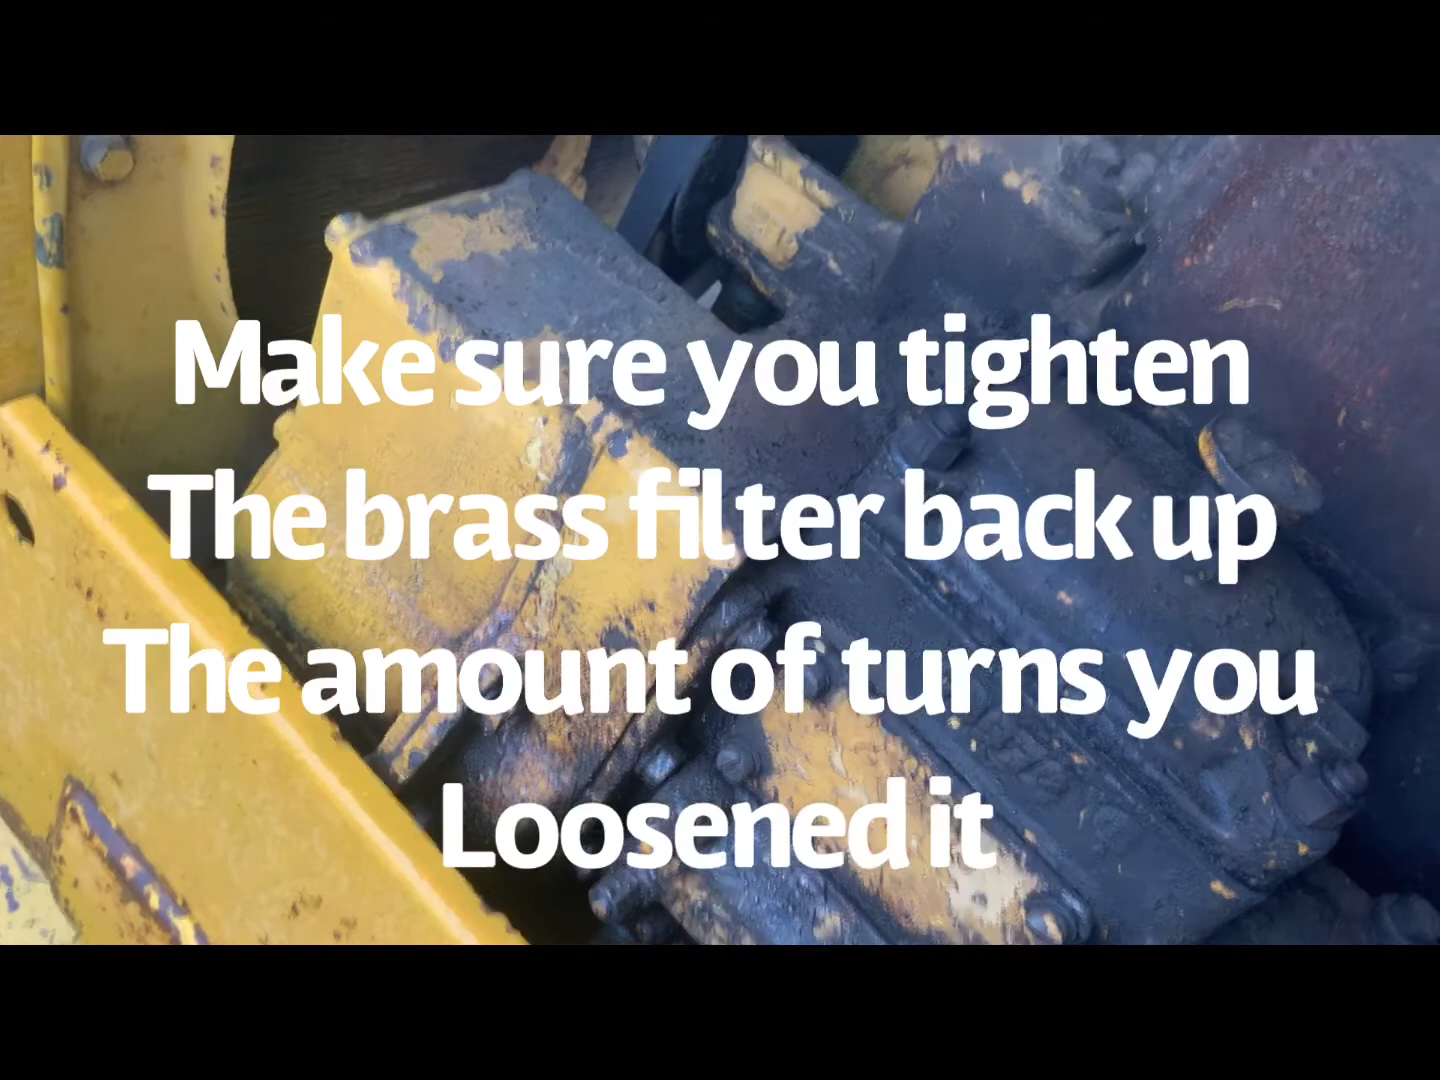 Make sure you tighten
The brass filter back up
The amount of turns you
Loosened it